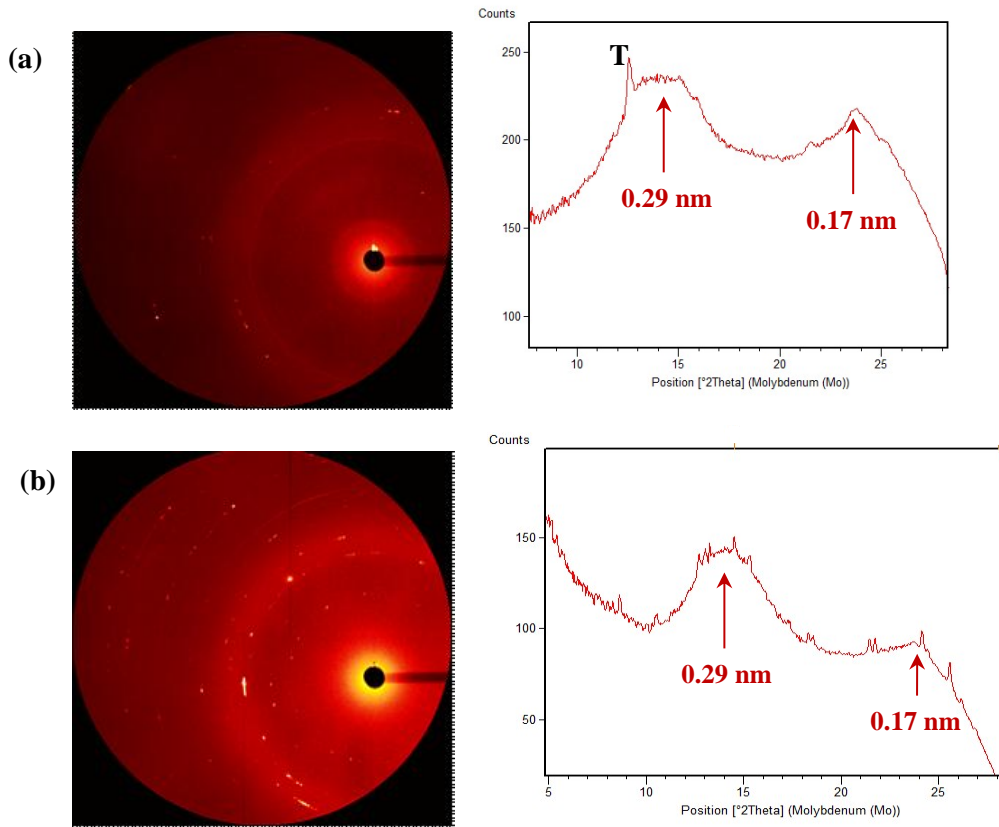 (a)
Counts
250
200
150
100
T
0.29 nm
0.17 nm
10 15 20 25
Position [°2Theta] (Molybdenum (Mo))
(b)
Counts
150
100
50
0.29 nm
0.17 nm
5 10 15 20 25
Position [°2Theta] (Molybdenum (Mo))